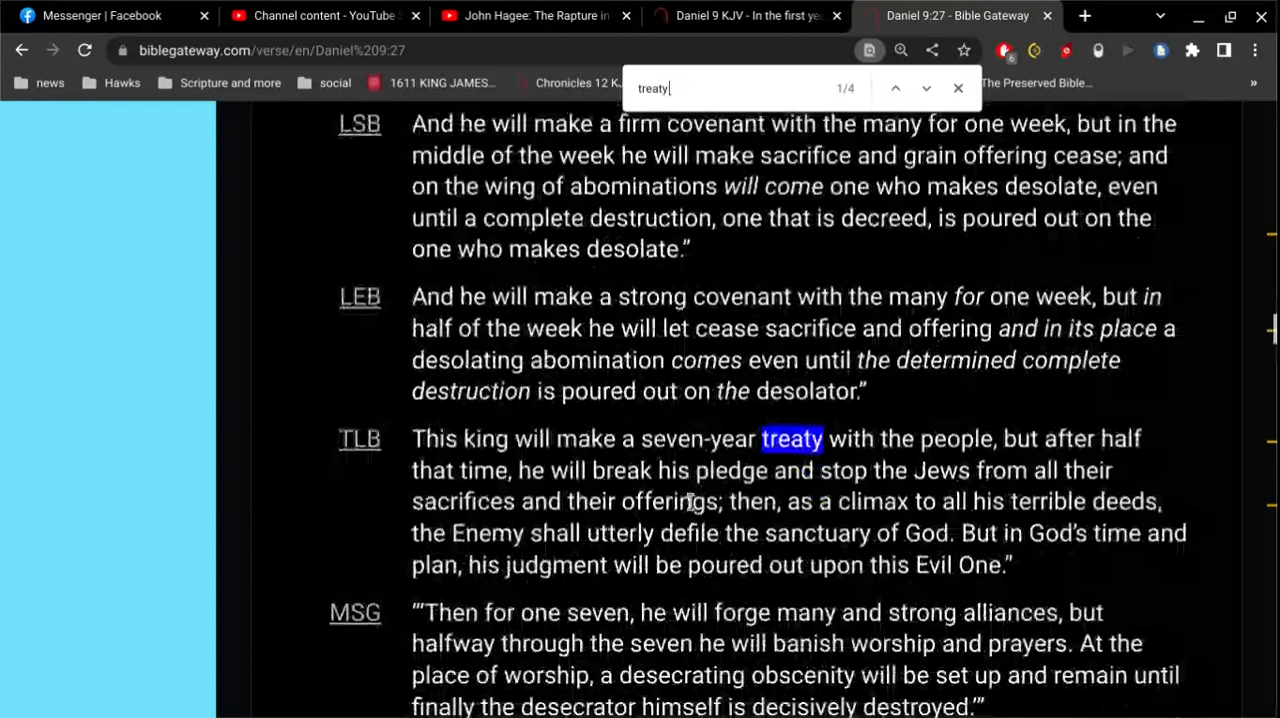 Messenger | Facebook
Channel content - YouTube S
John Hagee: The Rapture in
Daniel 9 KJV - In the first ye
Daniel 9:27 - Bible Gateway
biblegateway.com/verse/en/Daniel%209:27
6
news
Hawks
Scripture and more
social
1611 KING JAMES...
Chronicles 12 KJ
The Preserved Bible...
»
treaty
1/4
LSB
And he will make a firm covenant with the many for one week, but in the
middle of the week he will make sacrifice and grain offering cease; and
on the wing of abominations will come one who makes desolate, even
until a complete destruction, one that is decreed, is poured out on the
one who makes desolate.”
LEB
And he will make a strong covenant with the many for one week, but in
half of the week he will let cease sacrifice and offering and in its place a
desolating abomination comes even until the determined complete
destruction is poured out on the desolator.”
TLB
This king will make a seven-year treaty with the people, but after half
that time, he will break his pledge and stop the Jews from all their
sacrifices and their offerings; then, as a climax to all his terrible deeds,
the Enemy shall utterly defile the sanctuary of God. But in God’s time and
plan, his judgment will be poured out upon this Evil One.”
MSG
“‘Then for one seven, he will forge many and strong alliances, but
halfway through the seven he will banish worship and prayers. At the
place of worship, a desecrating obscenity will be set up and remain until
finally the desecrator himself is decisively destroyed.’”